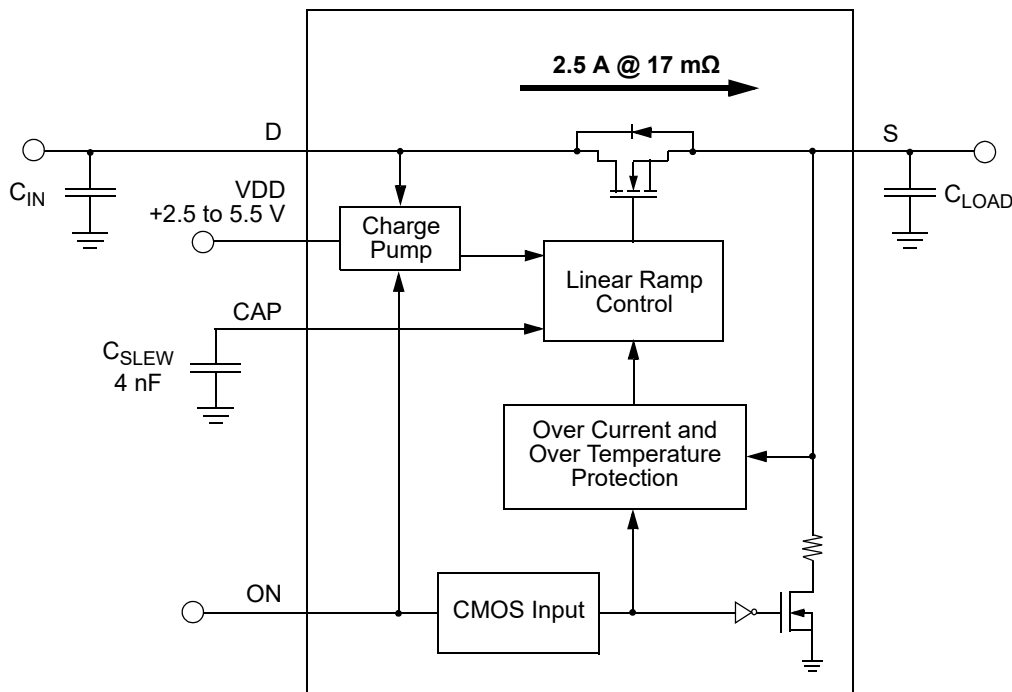 2.5 A @ 17 mΩ
D
S
C_IN
VDD
+2.5 to 5.5 V
Charge
Pump
C_LOAD
Linear Ramp
Control
CAP
C_SLEW
4 nF
Over Current and
Over Temperature
Protection
ON
CMOS Input